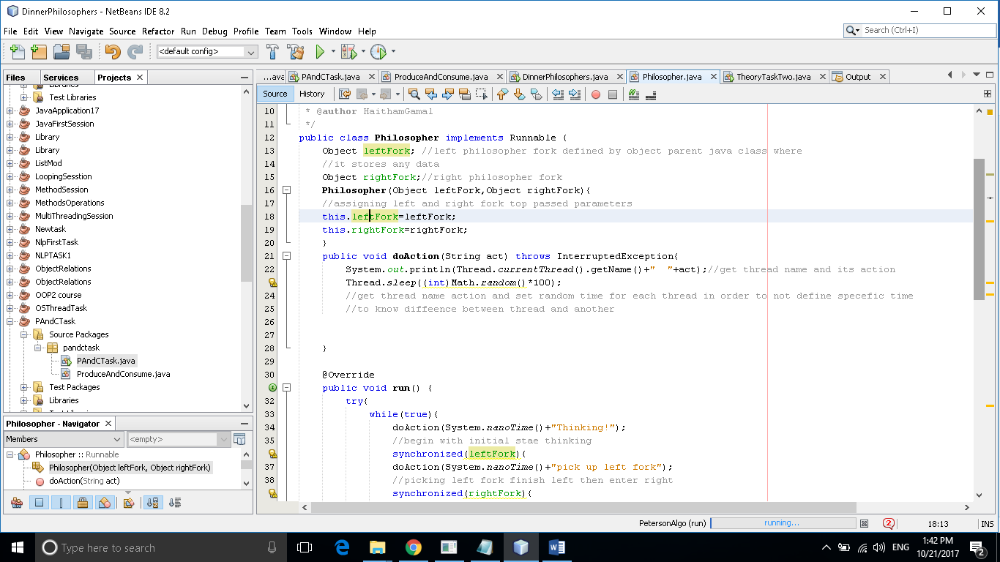 DinnerPhilosophers - NetBeans IDE 8.2
File Edit View Navigate Source Refactor Run Debug Profile Team Tools Window Help
Search (Ctrl+I)
<default config>
Files Services Projects
...ava PAndCTask.java ProduceAndConsume.java DinnerPhilosophers.java Philosopher.java TheoryTaskTwo.java Output
Source History
Libraries
Test Libraries
JavaApplication17
JavaFirstSession
Library
Library
ListMod
LoopingSesstion
MethodSession
MethodsOperations
MultiThreadingSession
Newtask
NlpFirstTask
NLPTASK1
ObjectRelations
ObjectRelations
OOP2 course
OSThreadTask
PAndCTask
Source Packages
pandctask
PAndCTask.java
ProduceAndConsume.java
Test Packages
Libraries
Philosopher - Navigator
Members <empty>
Philosopher :: Runnable
Philosopher(Object leftFork, Object rightFork)
doAction(String act)
10 * @author HaithamGamal
11 */
12 public class Philosopher implements Runnable {
13 Object leftFork; //left philosopher fork defined by object parent java class where
14 //it stores any data
15 Object rightFork;//right philosopher fork
16 Philosopher(Object leftFork,Object rightFork){
17 //assigning left and right fork top passed parameters
18 this.leftFork=leftFork;
19 this.rightFork=rightFork;
20 }
21 public void doAction(String act) throws InterruptedException{
22 System.out.println(Thread.currentThread().getName()+"  "+act);//get thread name and its action
Thread.sleep((int)Math.random()*100);
24 //get thread name action and set random time for each thread in order to not define specefic time
25 //to know diffeence between thread and another
26
27
28 }
29
30 @Override
public void run() {
32 try{
33 while(true){
34 doAction(System.nanoTime()+"Thinking!");
35 //begin with initial stae thinking
synchronized(leftFork){
37 doAction(System.nanoTime()+"pick up left fork");
38 //picking left fork finish left then enter right
synchronized(rightFork){
PetersonAlgo (run) running... 2 18:13 INS
Type here to search
ENG
1:42 PM
10/21/2017
2